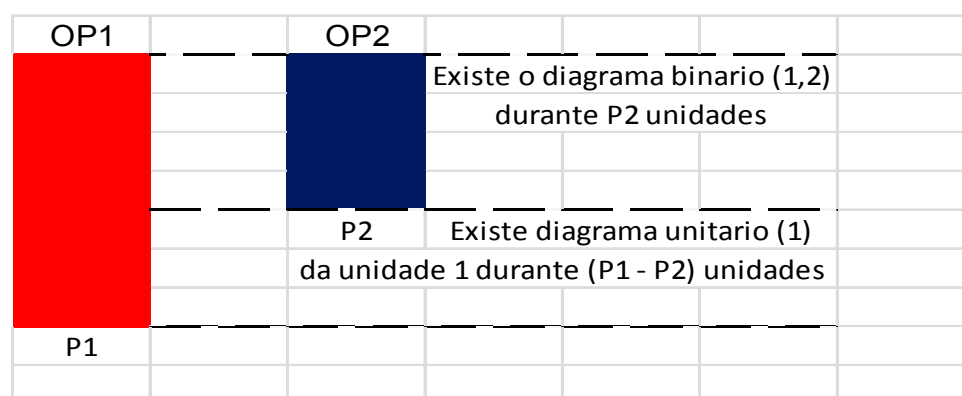 OP1 OP2
Existe o diagrama binario (1,2)
durante P2 unidades
P2 Existe diagrama unitario (1)
da unidade 1 durante (P1 - P2) unidades
P1